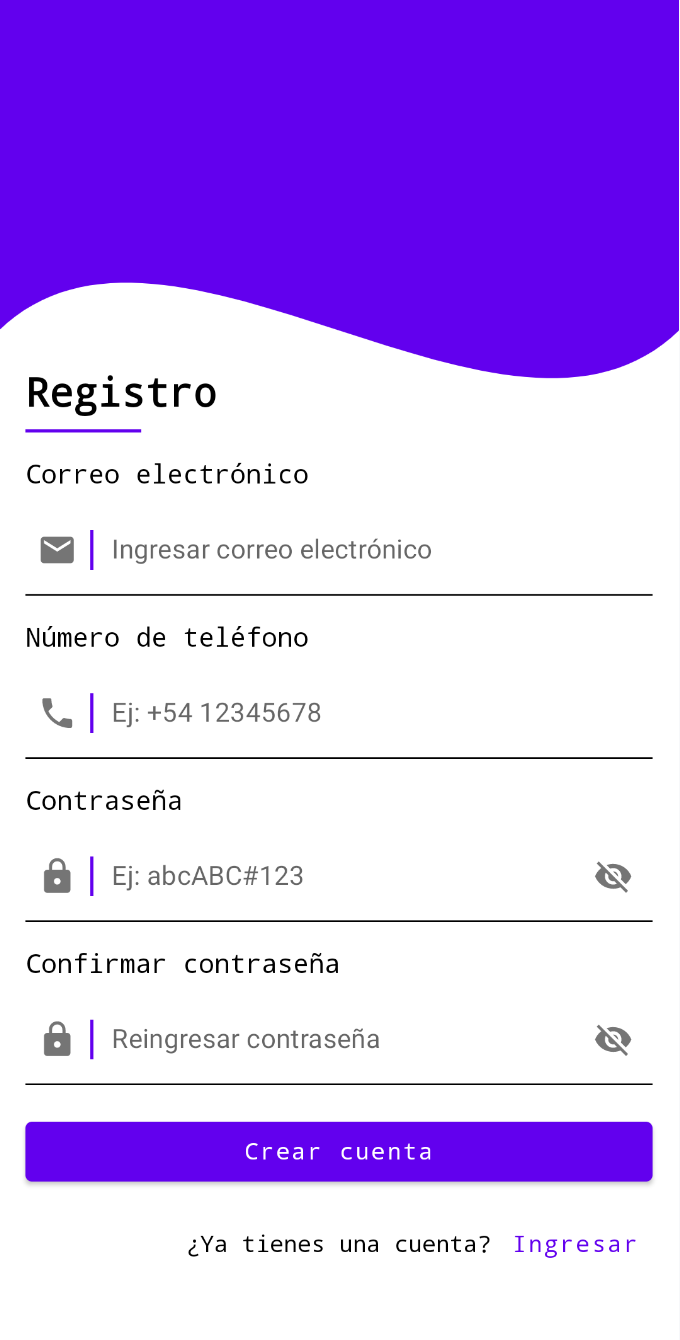 Registro
Correo electrónico
Ingresar correo electrónico
Número de teléfono
Ej: +54 12345678
Contraseña
Ej: abcABC#123
Confirmar contraseña
Reingresar contraseña
Crear cuenta
¿Ya tienes una cuenta? Ingresar